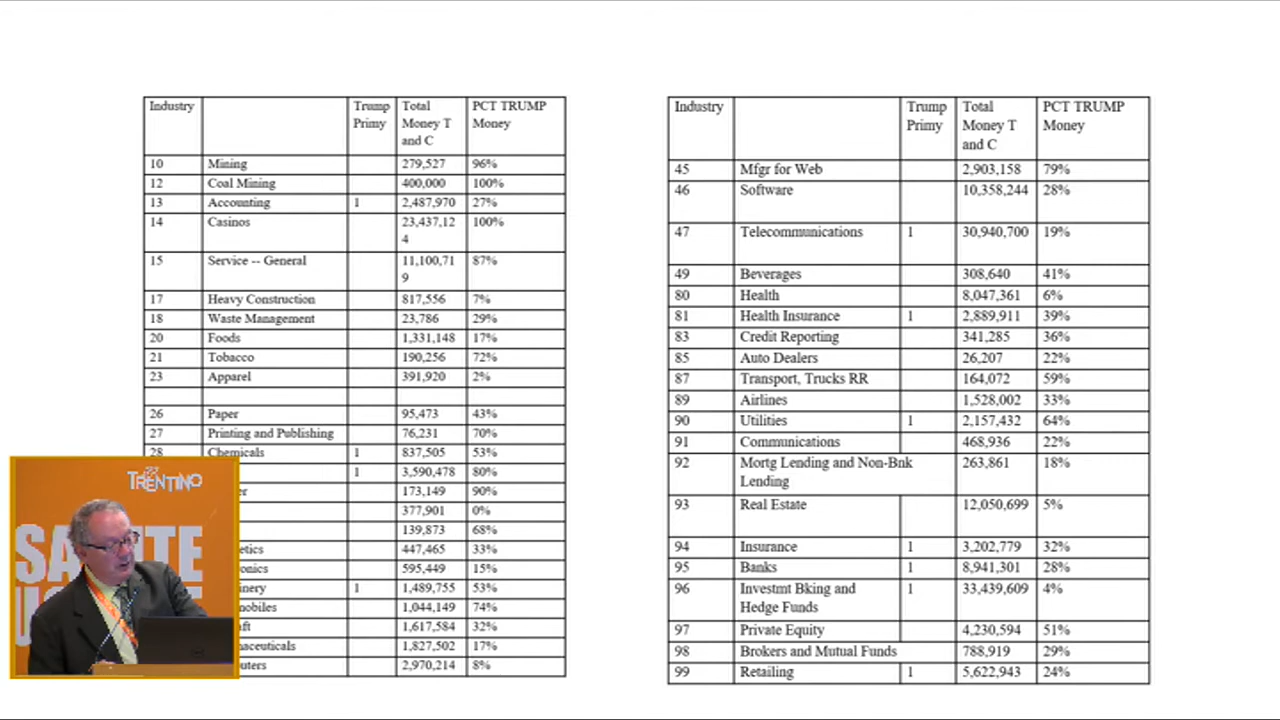 Industry Trump Primy Total Money T and C PCT TRUMP Money
10 Mining 279,527 96%
12 Coal Mining 400,000 100%
13 Accounting 1 2,487,970 27%
14 Casinos 23,437,124 100%
15 Service -- General 11,100,719 87%
17 Heavy Construction 817,556 7%
18 Waste Management 23,786 29%
20 Foods 1,331,148 17%
21 Tobacco 190,256 72%
23 Apparel 391,920 2%
26 Paper 95,473 43%
27 Printing and Publishing 76,231 70%
28 Chemicals 1 837,505 53%
1 3,590,478 80%
er 173,149 90%
377,901 0%
139,873 68%
etics 447,465 33%
onics 595,449 15%
inery 1 1,489,755 53%
mobiles 1,044,149 74%
ft 1,617,584 32%
aceuticals 1,827,502 17%
uters 2,970,214 8%
Industry Trump Primy Total Money T and C PCT TRUMP Money
45 Mfgr for Web 2,903,158 79%
46 Software 10,358,244 28%
47 Telecommunications 1 30,940,700 19%
49 Beverages 308,640 41%
80 Health 8,047,361 6%
81 Health Insurance 1 2,889,911 39%
83 Credit Reporting 341,285 36%
85 Auto Dealers 26,207 22%
87 Transport, Trucks RR 164,072 59%
89 Airlines 1,528,002 33%
90 Utilities 1 2,157,432 64%
91 Communications 468,936 22%
92 Mortg Lending and Non-Bnk Lending 263,861 18%
93 Real Estate 12,050,699 5%
94 Insurance 1 3,202,779 32%
95 Banks 1 8,941,301 28%
96 Investmt Bking and Hedge Funds 1 33,439,609 4%
97 Private Equity 4,230,594 51%
98 Brokers and Mutual Funds 788,919 29%
99 Retailing 1 5,622,943 24%
TRENTINO